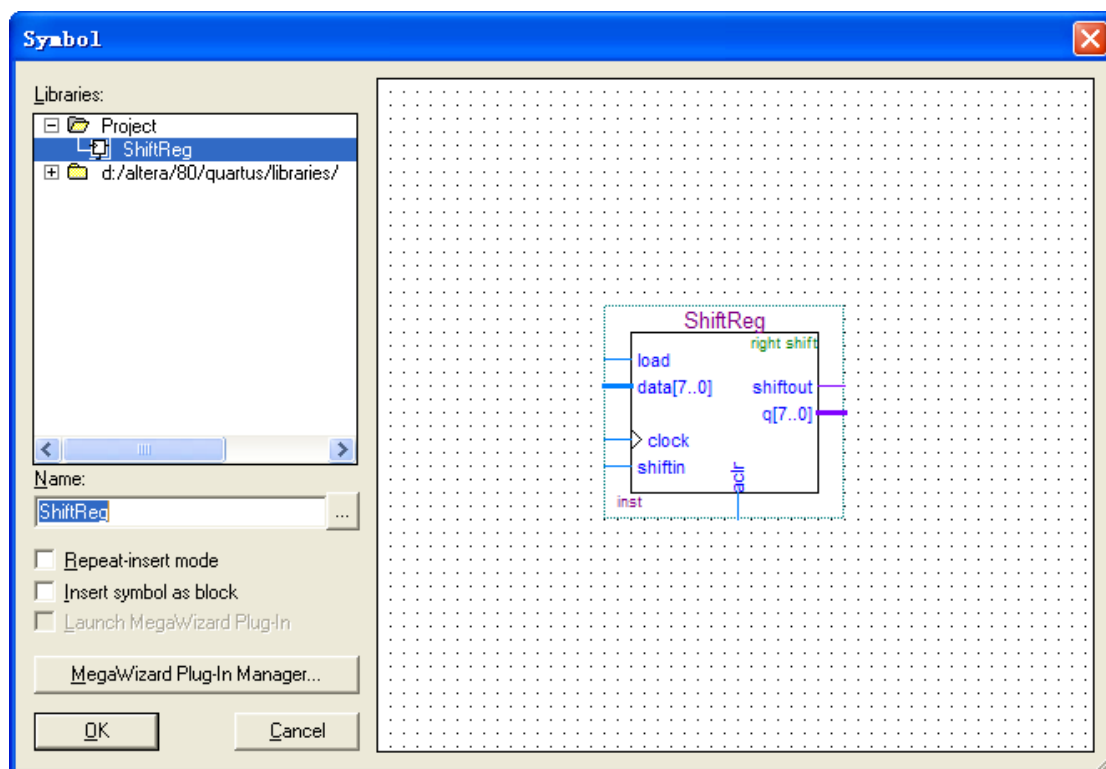 Symbol
Libraries:
Project
ShiftReg
d:/altera/80/quartus/libraries/
Name:
ShiftReg
...
Repeat-insert mode
Insert symbol as block
Launch MegaWizard Plug-In
MegaWizard Plug-In Manager...
OK
Cancel
ShiftReg
right shift
load
data[7..0]
shiftout
q[7..0]
clock
shiftin
aclr
inst